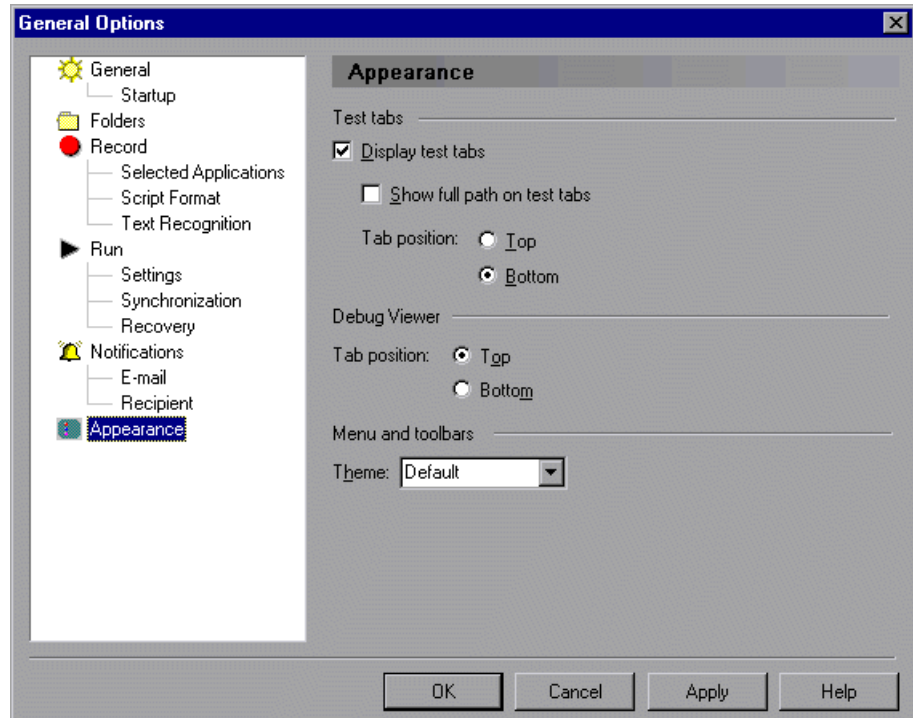 General Options
General
Startup
Folders
Record
Selected Applications
Script Format
Text Recognition
Run
Settings
Synchronization
Recovery
Notifications
E-mail
Recipient
Appearance
Appearance
Test tabs
Display test tabs
Show full path on test tabs
Tab position: Top
Bottom
Debug Viewer
Tab position: Top
Bottom
Menu and toolbars
Theme: Default
OK Cancel Apply Help